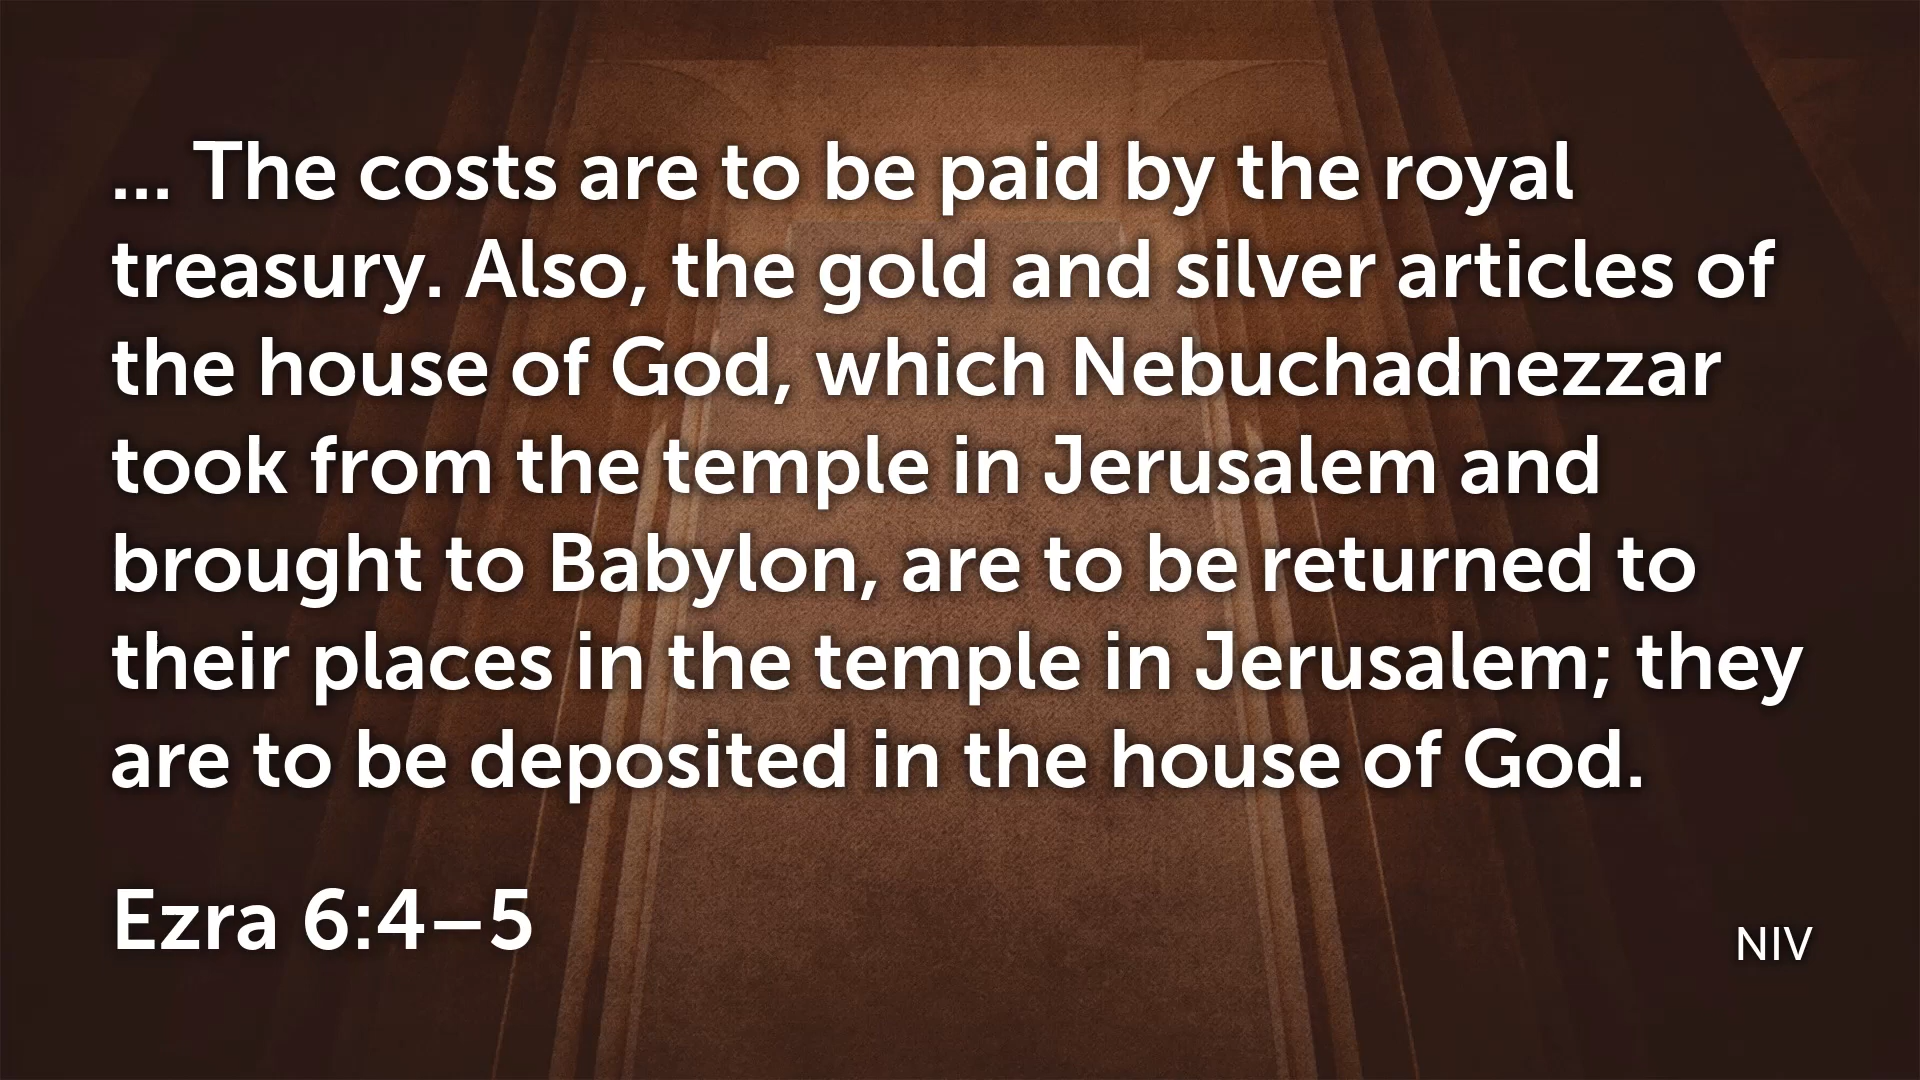 ... The costs are to be paid by the royal
treasury. Also, the gold and silver articles of
the house of God, which Nebuchadnezzar
took from the temple in Jerusalem and
brought to Babylon, are to be returned to
their places in the temple in Jerusalem; they
are to be deposited in the house of God.
Ezra 6:4–5
NIV